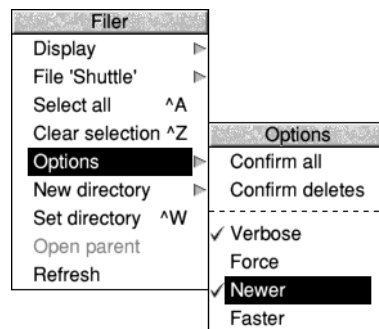 Filer
Display
File 'Shuttle'
Select all ^A
Clear selection ^Z
Options
New directory
Set directory ^W
Open parent
Refresh
Options
Confirm all
Confirm deletes
✓ Verbose
Force
✓ Newer
Faster